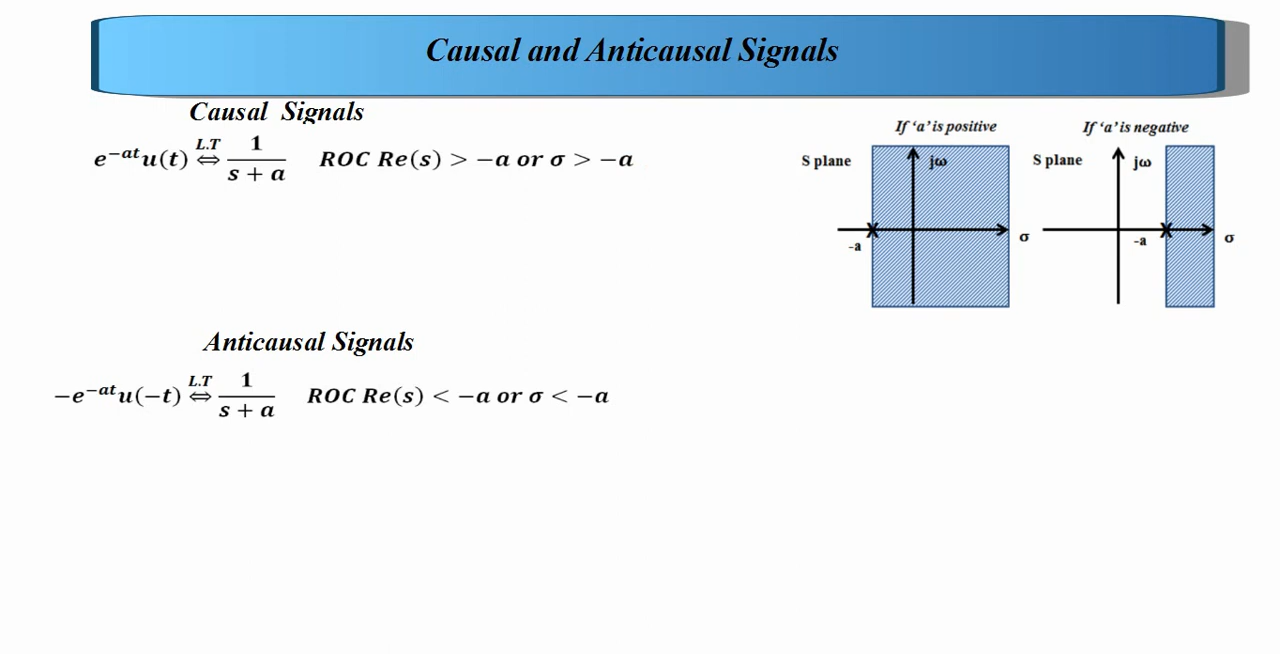 Causal and Anticausal Signals
Causal Signals
e^{-at}u(t) L.T ⇔ 1/(s + a) ROC Re(s) > -a or σ > -a
If 'a' is positive
S plane
jω
-a
σ
If 'a' is negative
S plane
jω
-a
σ
Anticausal Signals
-e^{-at}u(-t) L.T ⇔ 1/(s + a) ROC Re(s) < -a or σ < -a